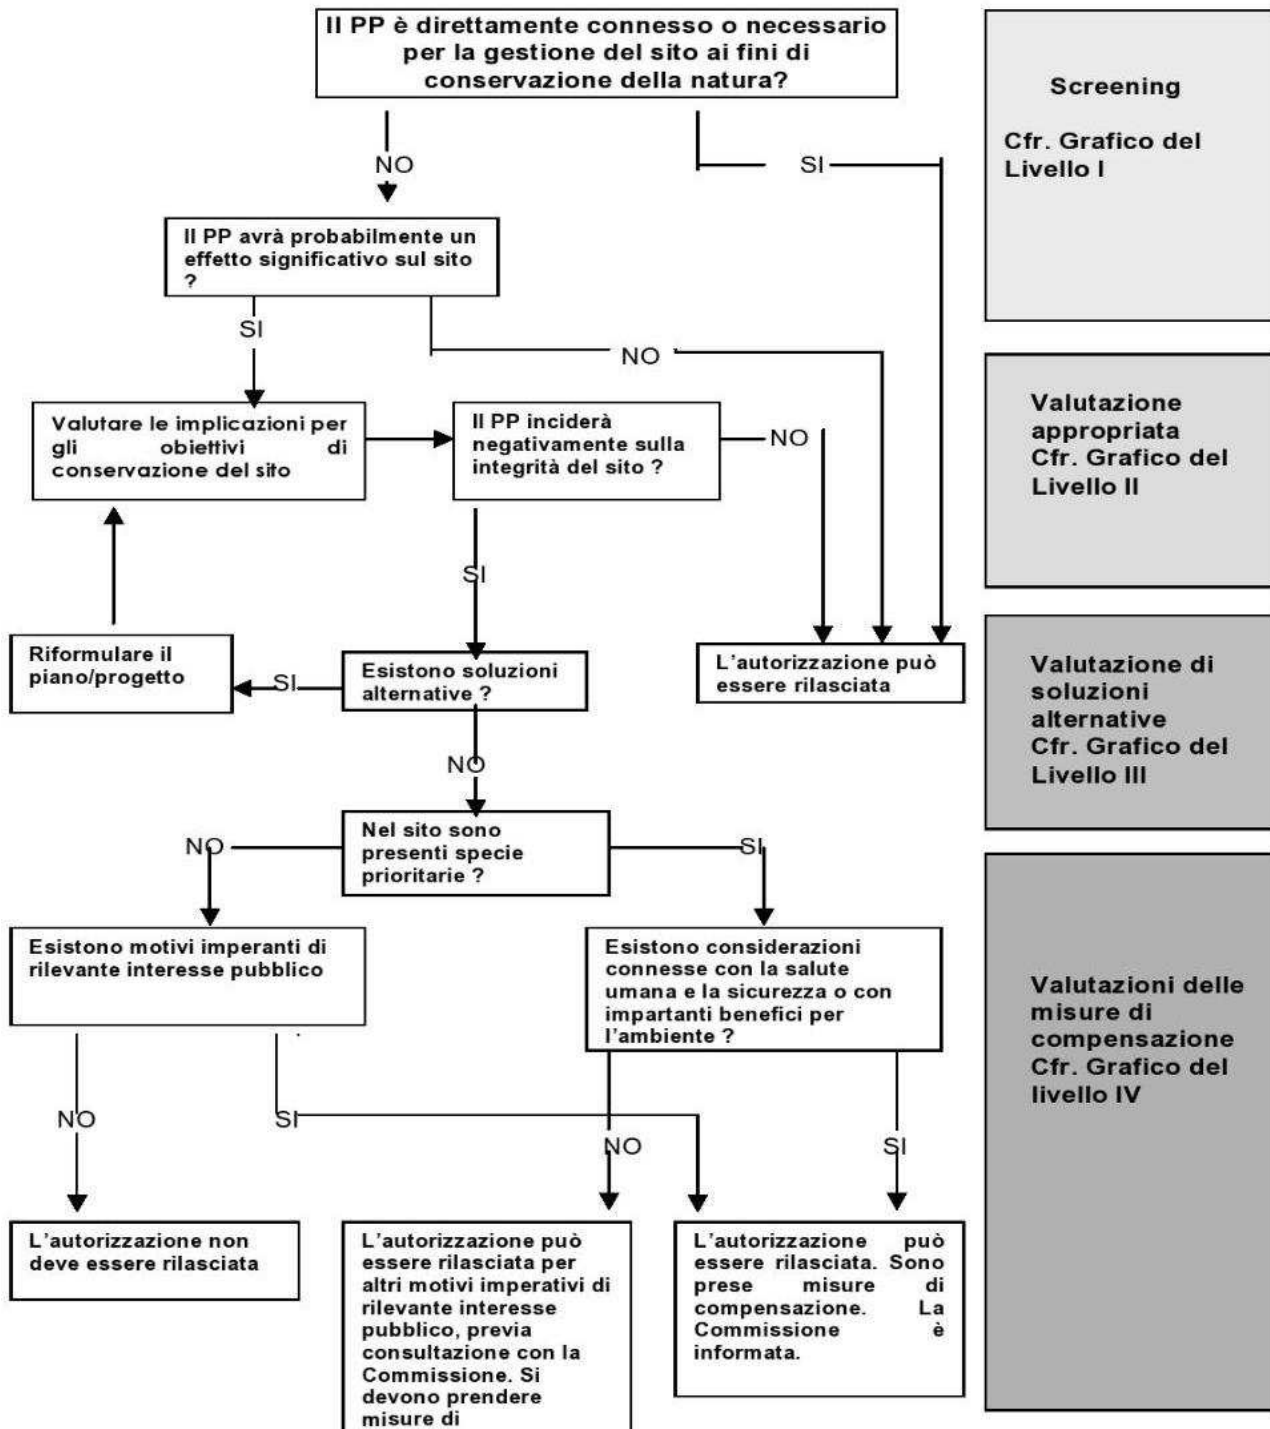 Il PP è direttamente connesso o necessario
per la gestione del sito ai fini di
conservazione della natura?
Screening
Cfr. Grafico del
Livello I
NO
SI
Il PP avrà probabilmente un
effetto significativo sul sito
?
SI
NO
Valutare le implicazioni per
gli obiettivi di
conservazione del sito
Il PP inciderà
negativamente sulla
integrità del sito ?
NO
Valutazione
appropriata
Cfr. Grafico del
Livello II
SI
Riformulare il
piano/progetto
SI
Esistono soluzioni
alternative ?
L'autorizzazione può
essere rilasciata
Valutazione di
soluzioni
alternative
Cfr. Grafico del
Livello III
NO
Nel sito sono
presenti specie
prioritarie ?
NO
SI
Esistono motivi imperanti di
rilevante interesse pubblico
Esistono considerazioni
connesse con la salute
umana e la sicurezza o con
impartanti benefici per
l'ambiente ?
Valutazioni delle
misure di
compensazione
Cfr. Grafico del
livello IV
NO
SI
NO
SI
L'autorizzazione non
deve essere rilasciata
L'autorizzazione può
essere rilasciata per
altri motivi imperativi di
rilevante interesse
pubblico, previa
consultazione con la
Commissione. Si
devono prendere
misure di
L'autorizzazione può
essere rilasciata. Sono
prese misure di
compensazione. La
Commissione è
informata.